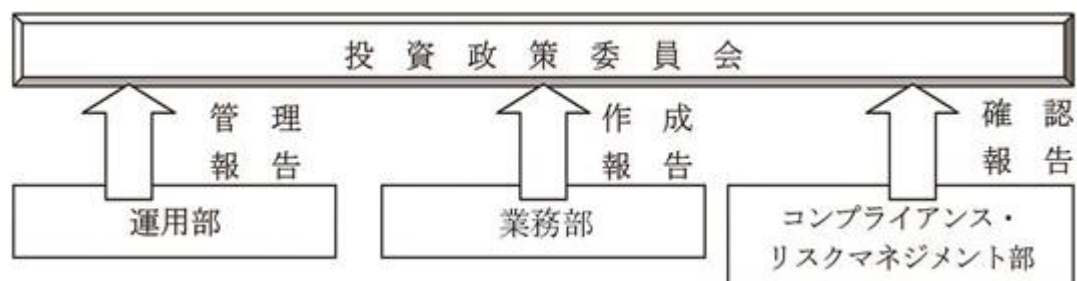 投資政策委員会
管理
報告
作成
報告
確認
報告
運用部
業務部
コンプライアンス・
リスクマネジメント部